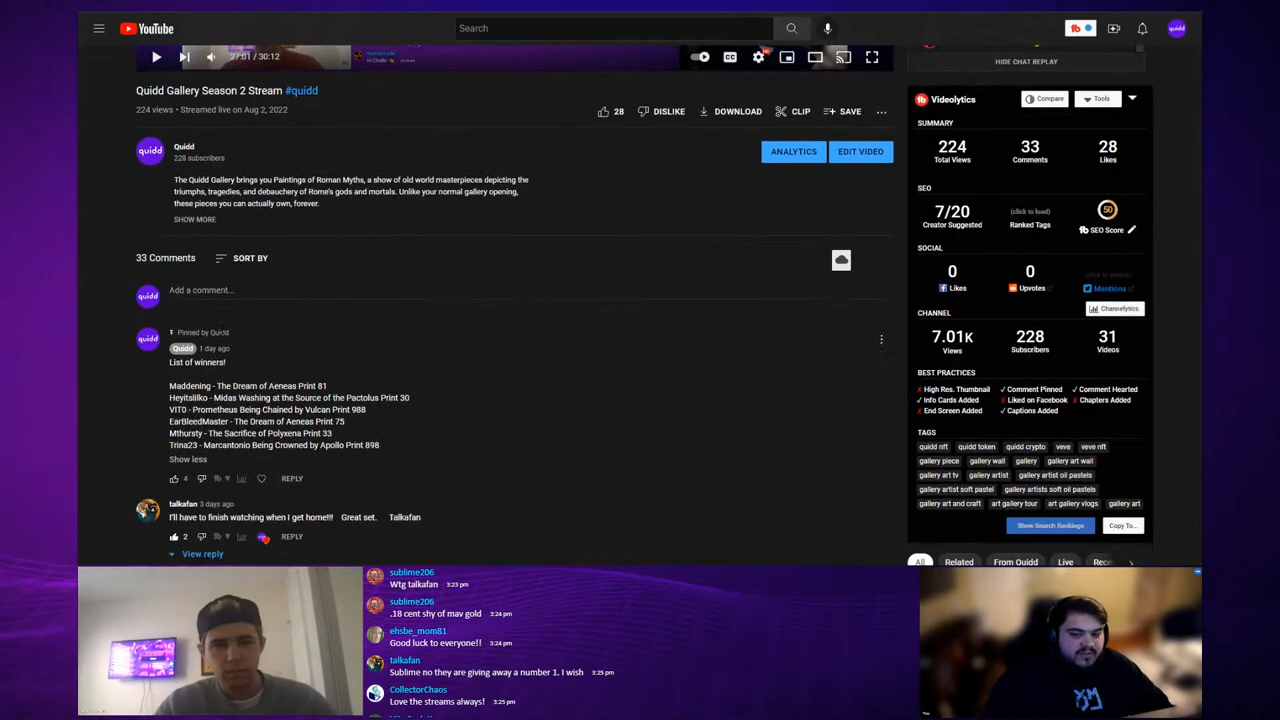 YouTube
Search
quidd
27:01 / 30:12
CC
HIDE CHAT REPLAY
Quidd Gallery Season 2 Stream #quidd
224 views • Streamed live on Aug 2, 2022
28 DISLIKE DOWNLOAD CLIP SAVE
quidd
Quidd
228 subscribers
ANALYTICS EDIT VIDEO
The Quidd Gallery brings you Paintings of Roman Myths, a show of old world masterpieces depicting the
triumphs, tragedies, and debauchery of Rome's gods and mortals. Unlike your normal gallery opening,
these pieces you can actually own, forever.
SHOW MORE
33 Comments SORT BY
quidd
Add a comment...
Pinned by Quidd
quidd
Quidd 1 day ago
List of winners!
Maddening - The Dream of Aeneas Print 81
Heyitslilko - Midas Washing at the Source of the Pactolus Print 30
VIT0 - Prometheus Being Chained by Vulcan Print 988
EarBleedMaster - The Dream of Aeneas Print 75
Mthursty - The Sacrifice of Polyxena Print 33
Trina23 - Marcantonio Being Crowned by Apollo Print 898
Show less
4 REPLY
talkafan 3 days ago
I'll have to finish watching when I get home!!! Great set. Talkafan
2 REPLY
View reply
Videolytics Compare Tools
SUMMARY
224 33 28
Total Views Comments Likes
SEO
7/20 (click to load) 50
Creator Suggested Ranked Tags SEO Score
SOCIAL
0 0 (click to search)
Likes Upvotes Mentions
CHANNEL Channelytics
7.01K 228 31
Views Subscribers Videos
BEST PRACTICES
✗ High Res. Thumbnail ✓ Comment Pinned ✓ Comment Hearted
✓ Info Cards Added ✗ Liked on Facebook ✗ Chapters Added
✗ End Screen Added ✓ Captions Added
TAGS
quidd nft quidd token quidd crypto veve veve nft
gallery piece gallery wall gallery gallery art wall
gallery art tv gallery artist gallery artist oil pastels
gallery artist soft pastel gallery artists soft oil pastels
gallery art and craft art gallery tour art gallery vlogs gallery art
Show Search Rankings Copy To...
All Related From Quidd Live
sublime206
Wtg talkafan 3:23 pm
sublime206
.18 cent shy of mav gold 3:24 pm
ehsbe_mom81
Good luck to everyone!! 3:24 pm
talkafan
Sublime no they are giving away a number 1. I wish 3:25 pm
CollectorChaos
Love the streams always! 3:25 pm